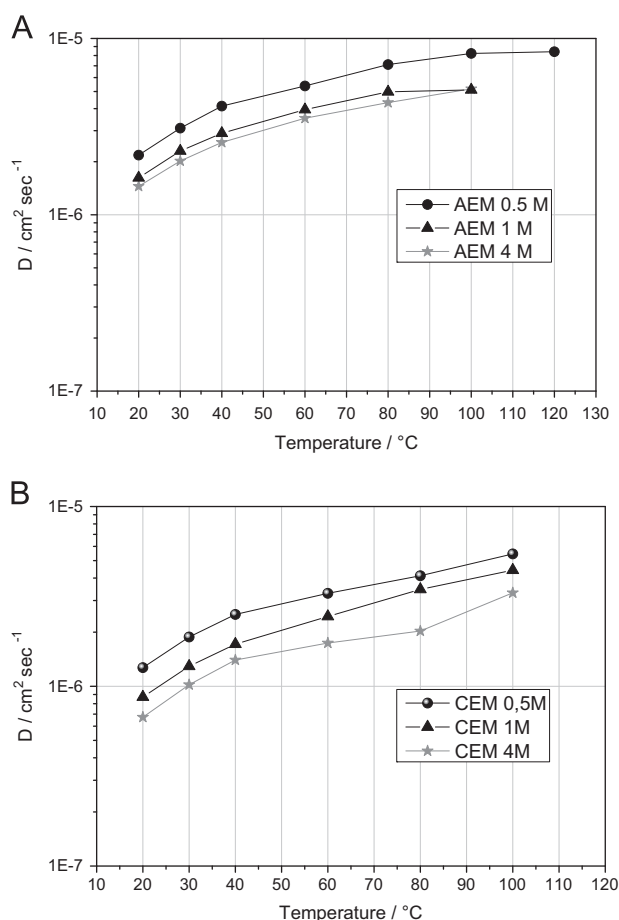 A
1E-5
1E-6
1E-7
D / cm² sec⁻¹
AEM 0.5 M
AEM 1 M
AEM 4 M
10 20 30 40 50 60 70 80 90 100 110 120 130
Temperature / °C
B
1E-5
1E-6
1E-7
D / cm² sec⁻¹
CEM 0,5M
CEM 1M
CEM 4M
10 20 30 40 50 60 70 80 90 100 110 120
Temperature / °C